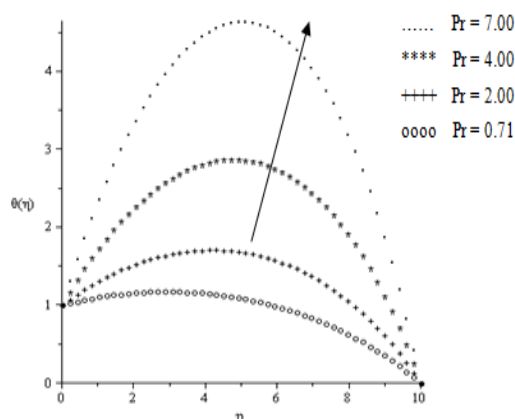 ...... Pr = 7.00
**** Pr = 4.00
++++ Pr = 2.00
oooo Pr = 0.71
4
3
θ(η)
2
1
0
0
2
4
6
8
10
η